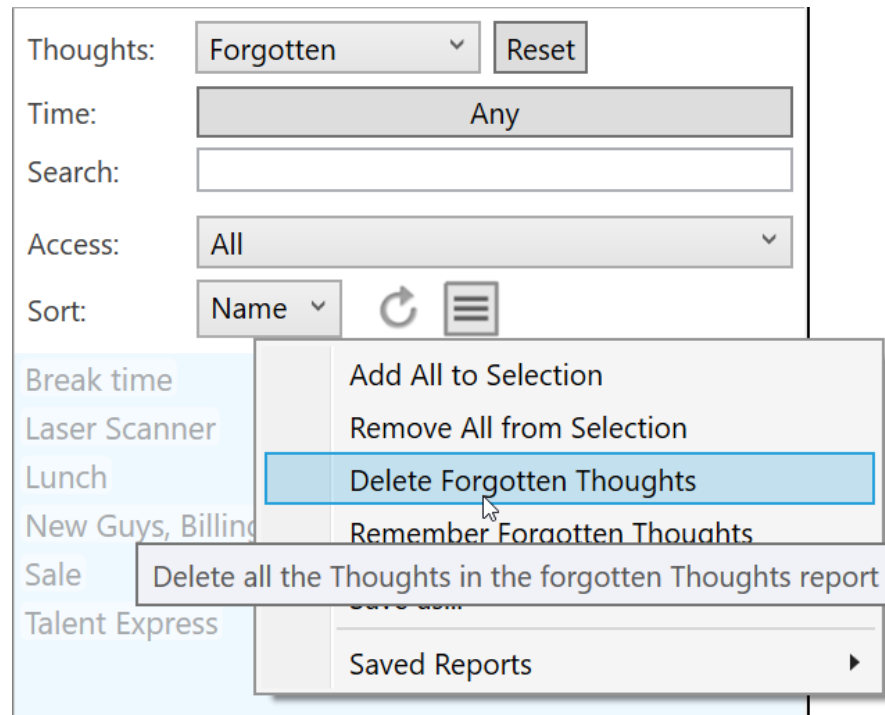 Thoughts: Forgotten Reset
Time: Any
Search:
Access: All
Sort: Name
Break time
Laser Scanner
Lunch
New Guys, Billing
Sale
Talent Express
Add All to Selection
Remove All from Selection
Delete Forgotten Thoughts
Remember Forgotten Thoughts
Delete all the Thoughts in the forgotten Thoughts report
Save as...
Saved Reports